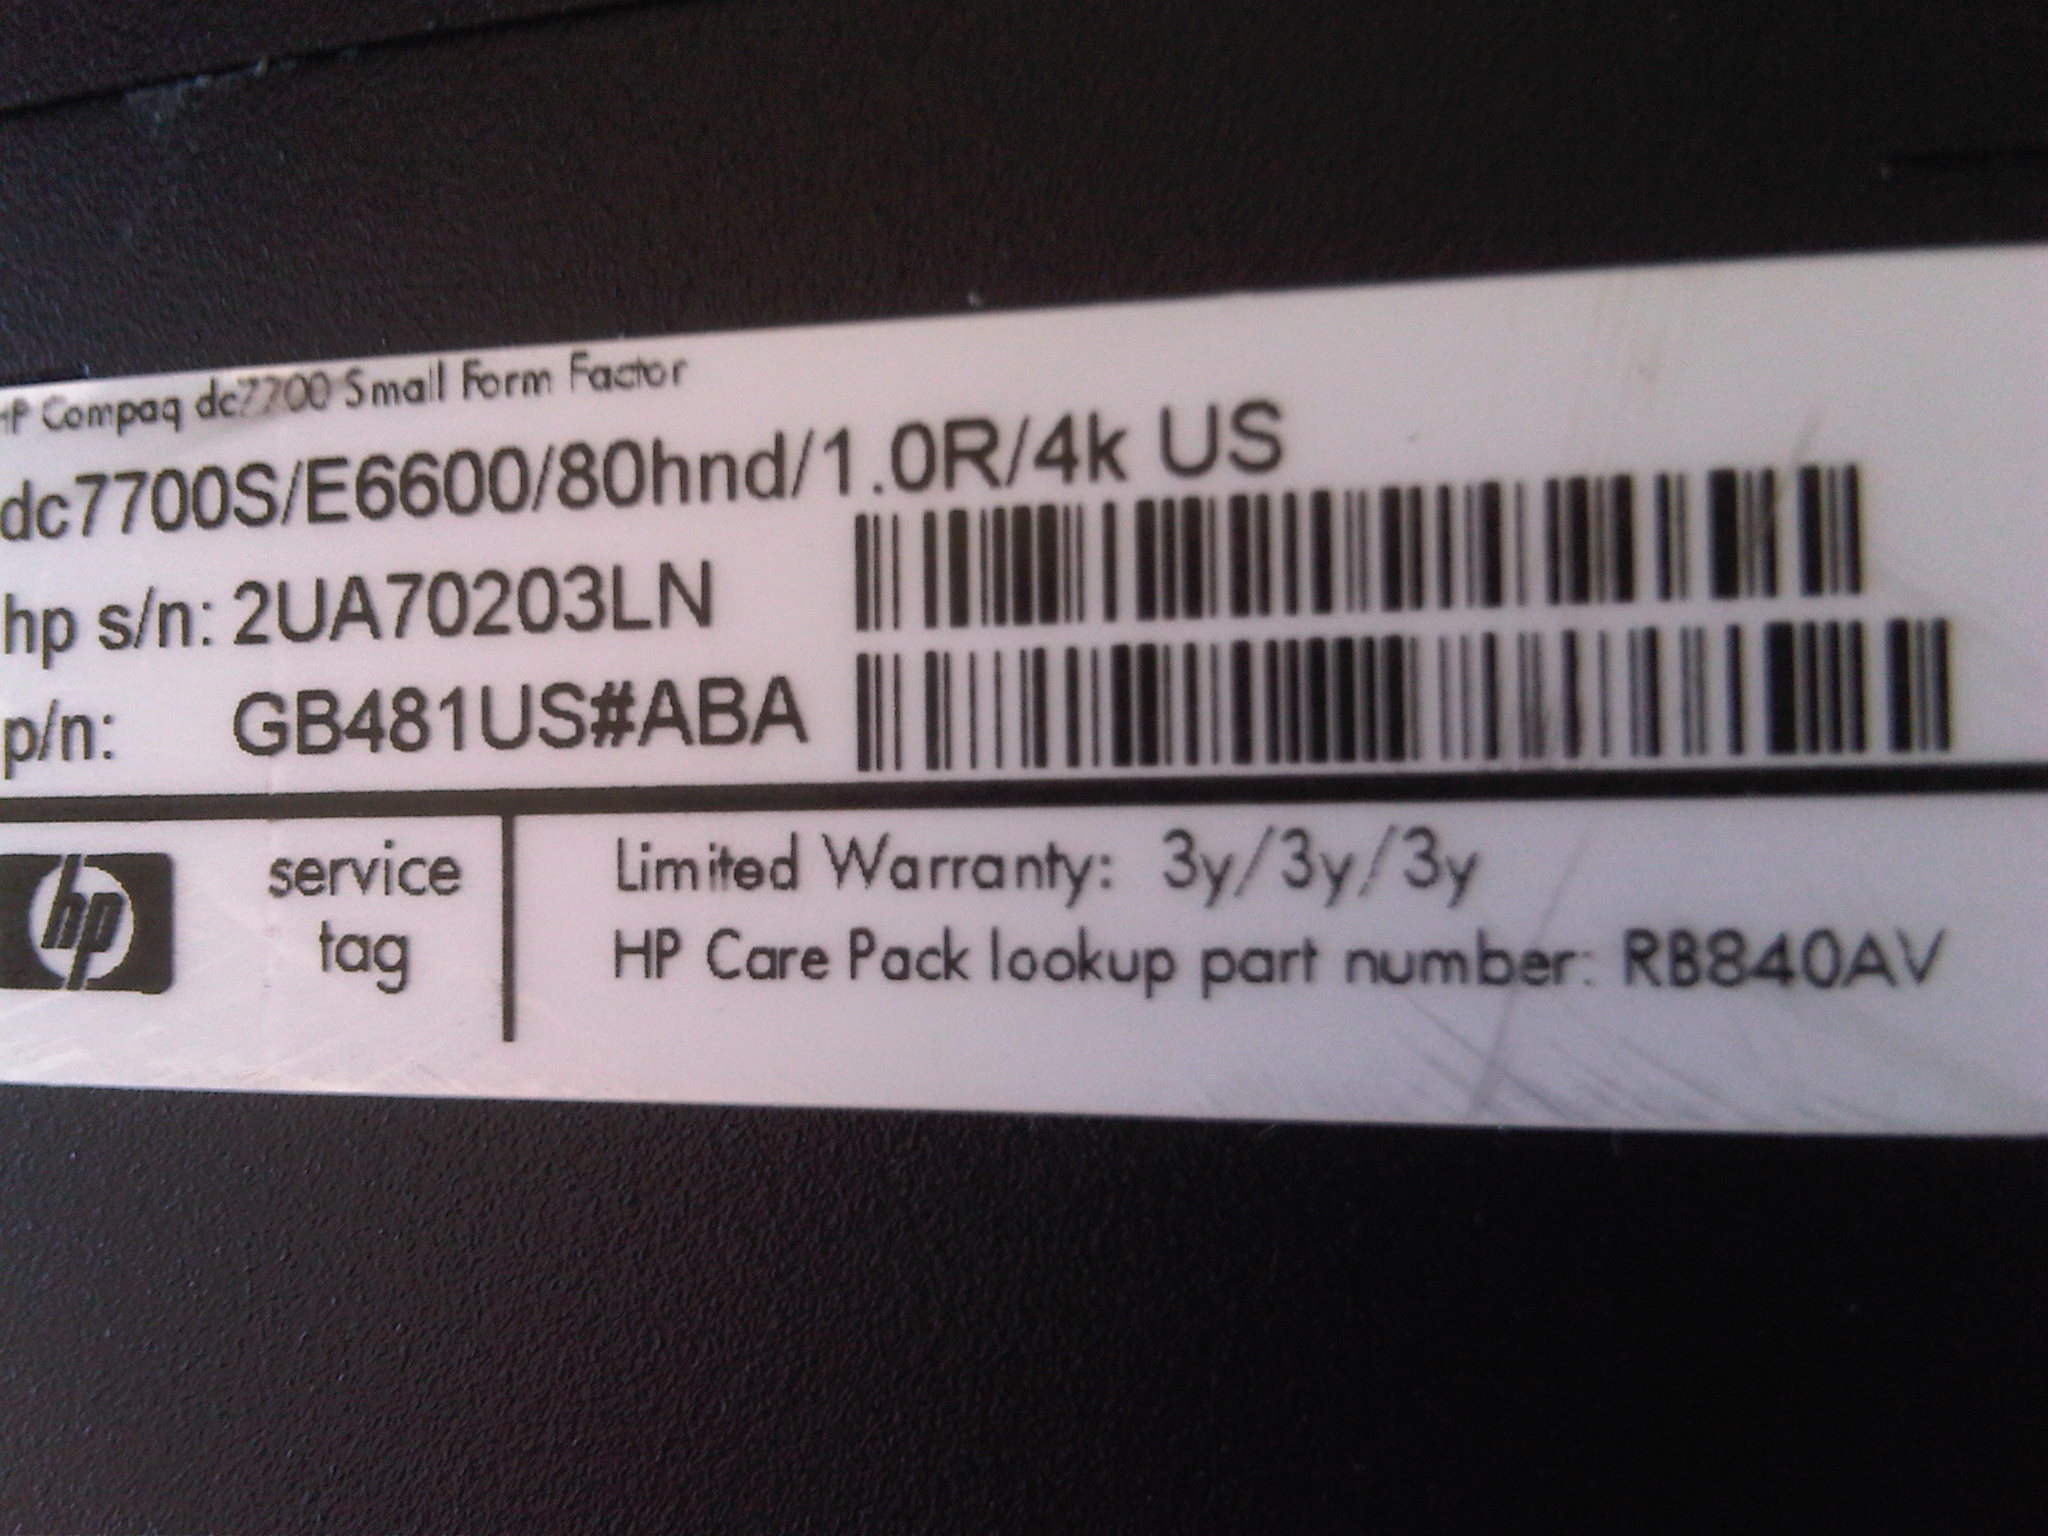 HP Compaq dc7700 Small Form Factor
dc7700S/E6600/80hnd/1.0R/4k US
hp s/n: 2UA70203LN
p/n: GB481US#ABA
hp
service
tag
Limited Warranty: 3y/3y/3y
HP Care Pack lookup part number: RB840AV